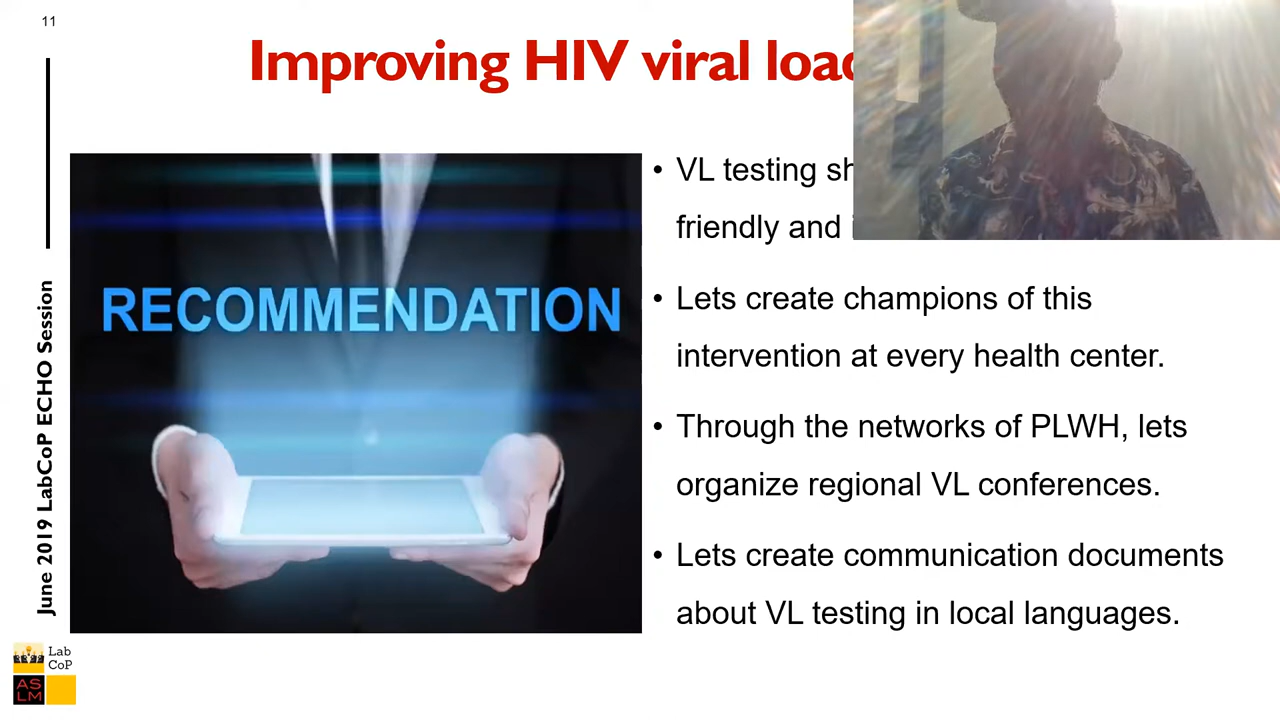 11
Improving HIV viral load
RECOMMENDATION
• VL testing
friendly and
• Lets create champions of this
intervention at every health center.
• Through the networks of PLWH, lets
organize regional VL conferences.
• Lets create communication documents
about VL testing in local languages.
June 2019 LabCoP ECHO Session
Lab
CoP
AS
LM